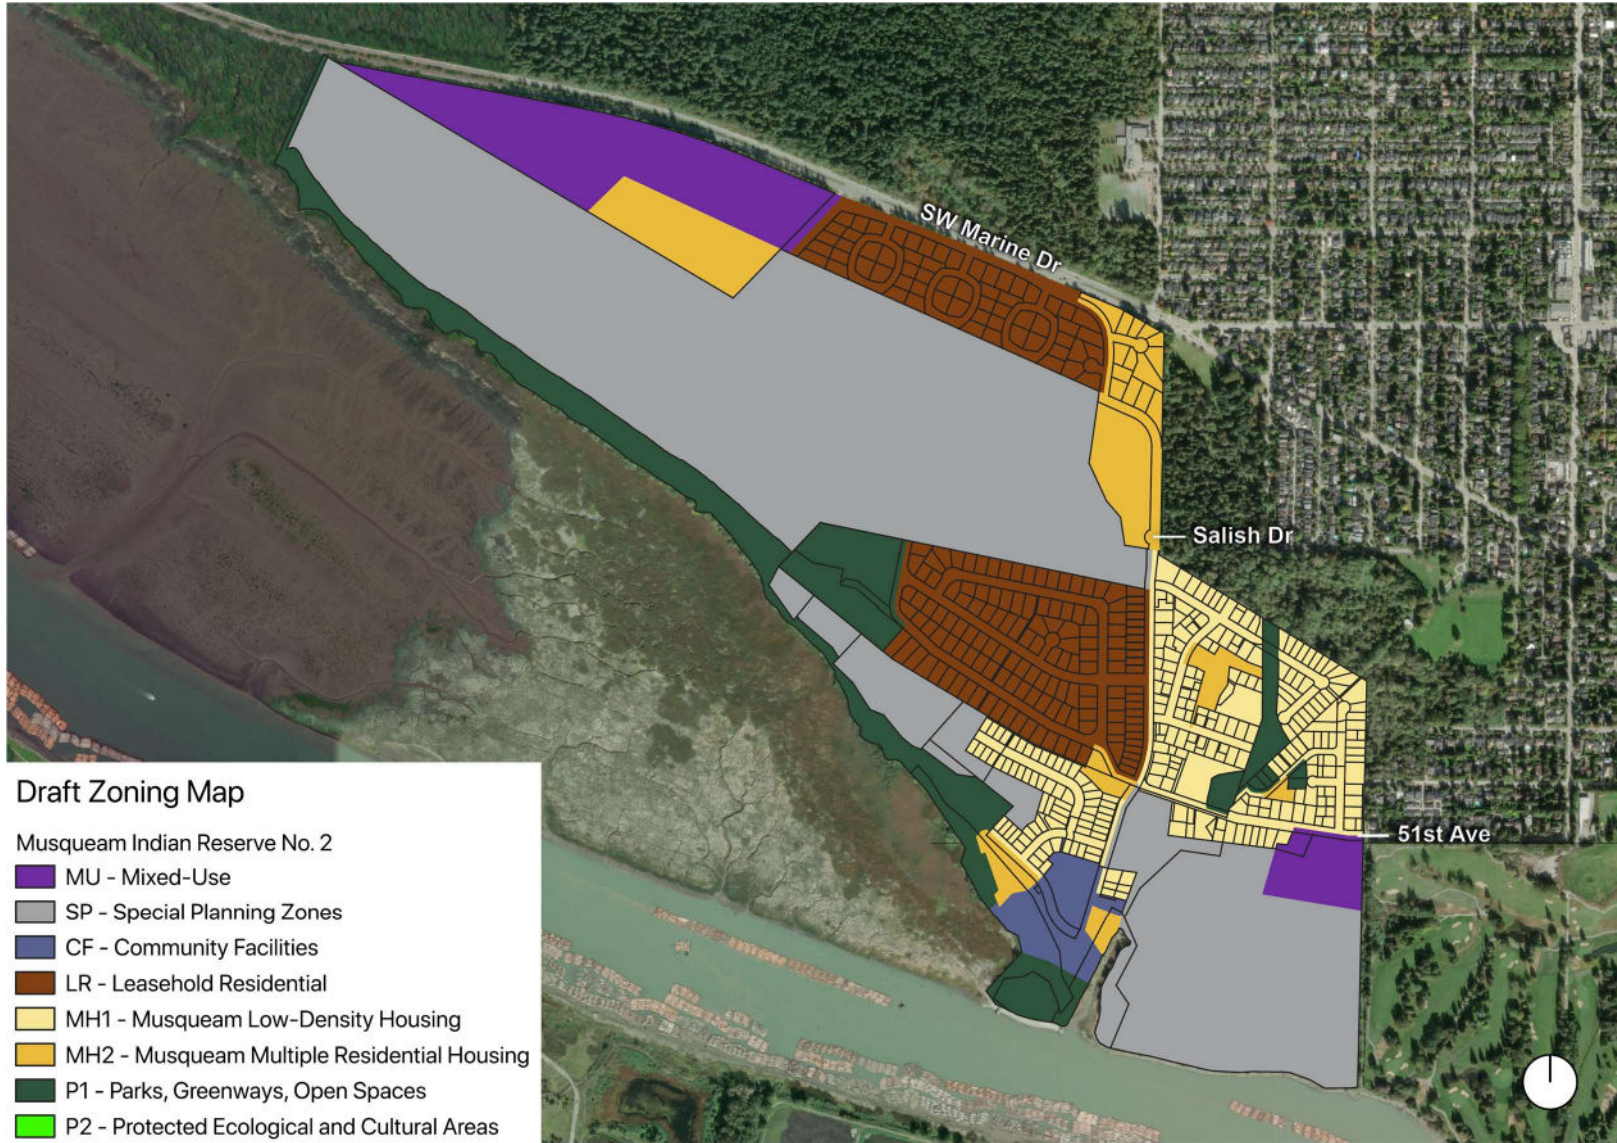 SW Marine Dr
Salish Dr
51st Ave
Draft Zoning Map
Musqueam Indian Reserve No. 2
MU - Mixed-Use
SP - Special Planning Zones
CF - Community Facilities
LR - Leasehold Residential
MH1 - Musqueam Low-Density Housing
MH2 - Musqueam Multiple Residential Housing
P1 - Parks, Greenways, Open Spaces
P2 - Protected Ecological and Cultural Areas